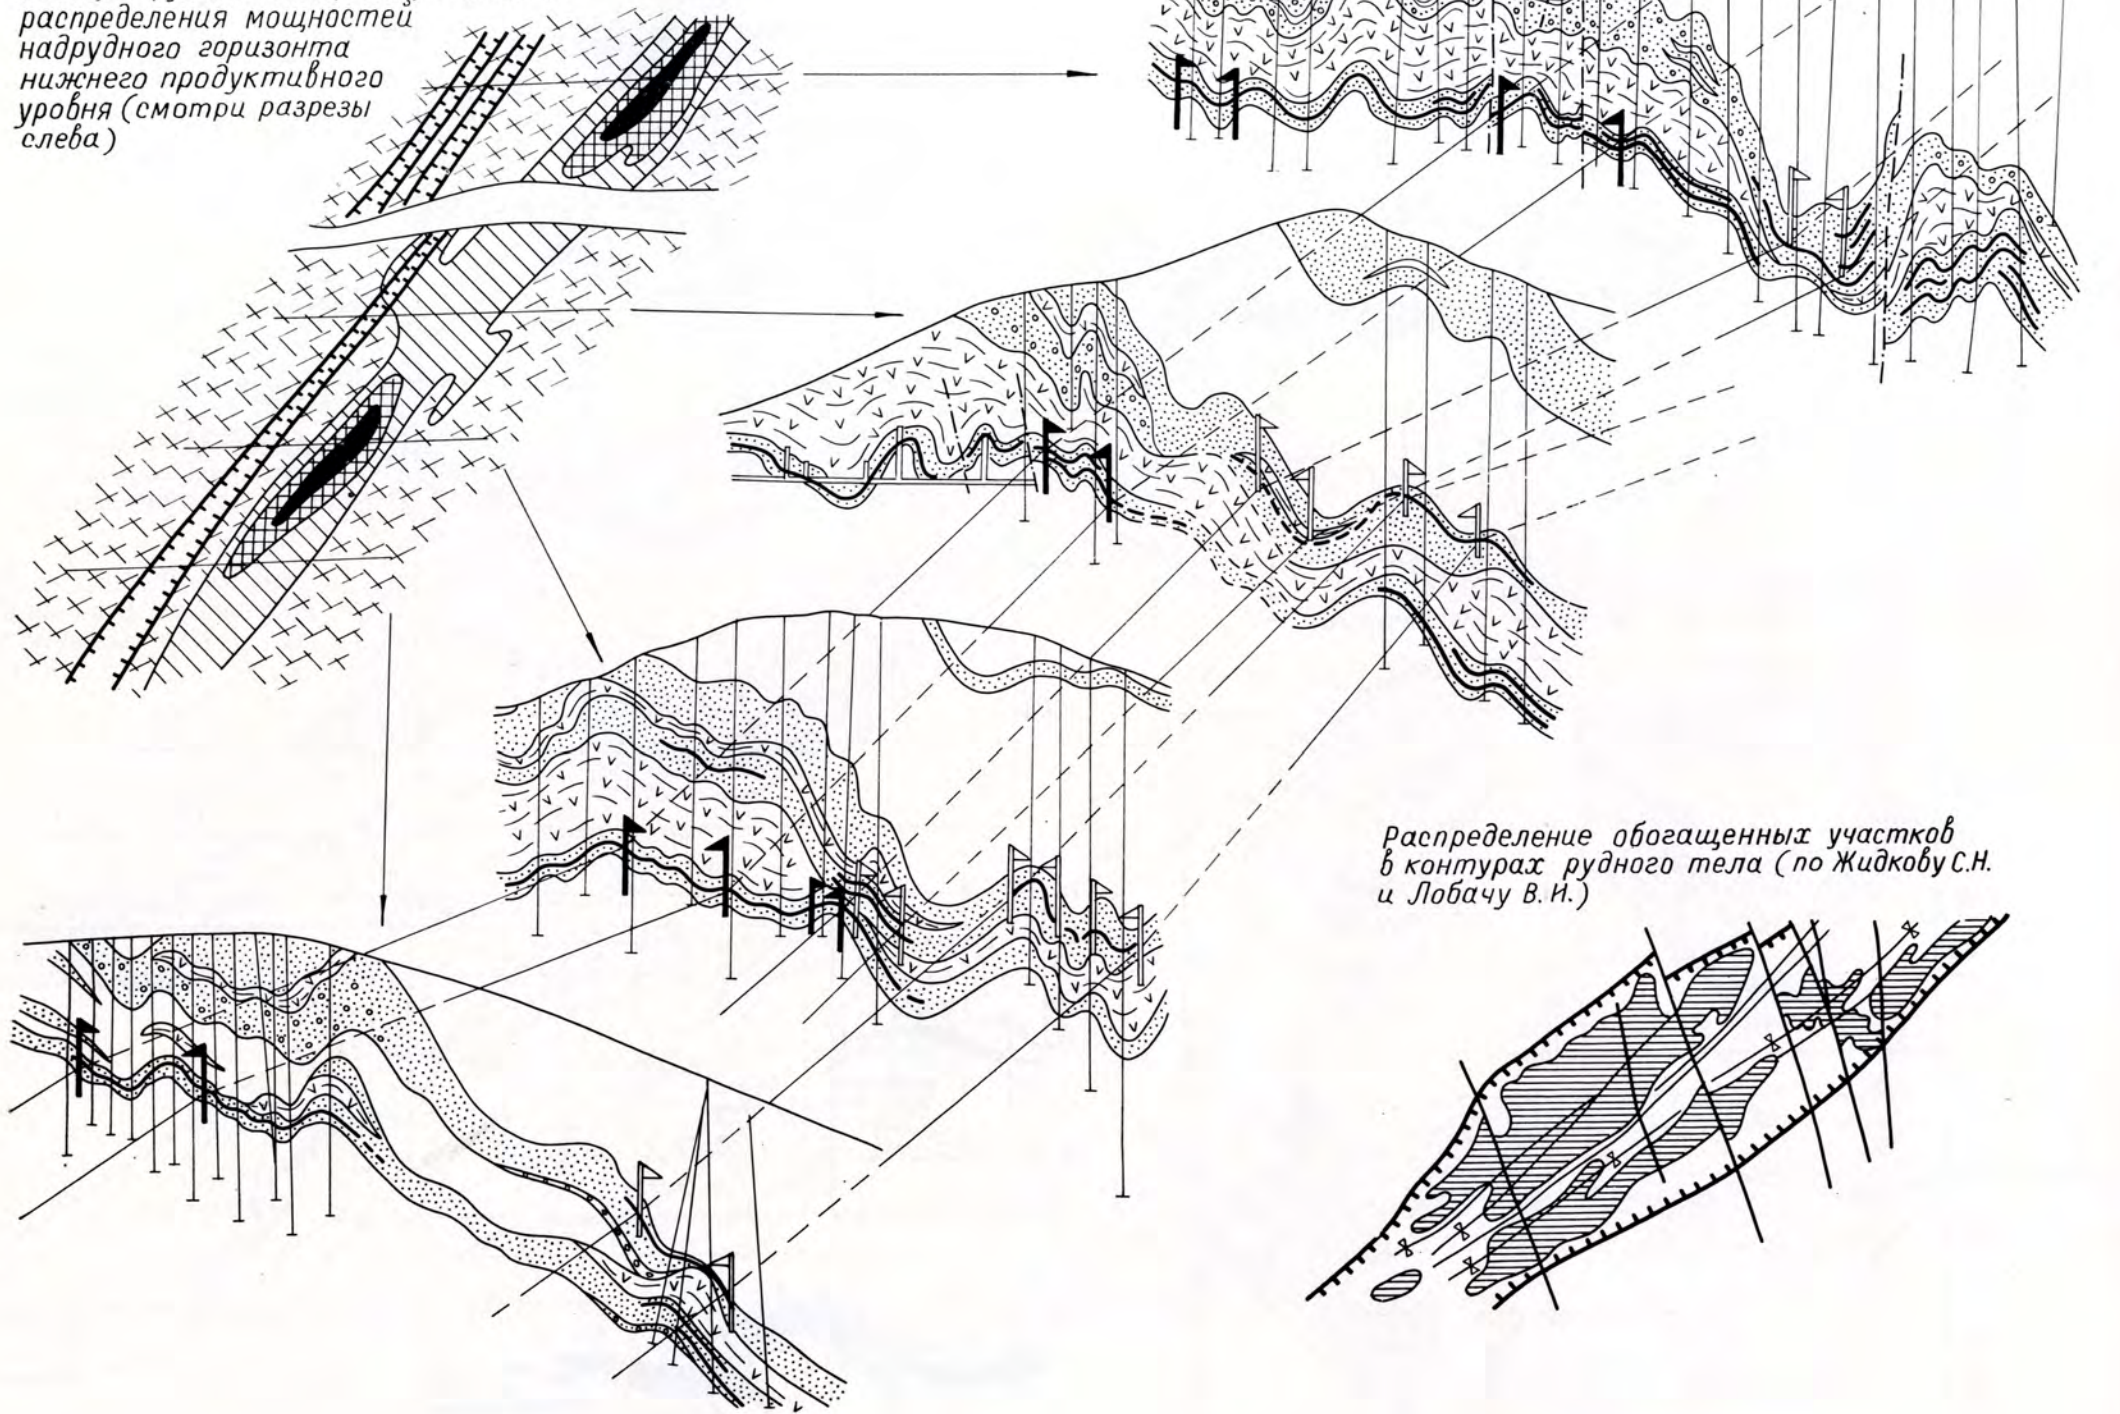 распределения мощностей
надрудного горизонта
нижнего продуктивного
уровня (смотри разрезы
слева)
Распределение обогащенных участков
в контурах рудного тела (по Жидкову С.Н.
и Лобачу В.И.)